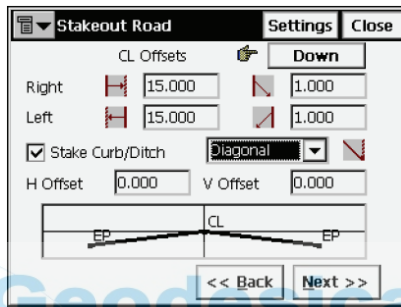 Stakeout Road Settings Close
CL Offsets Down
Right 15.000 1.000
Left 15.000 1.000
Stake Curb/Ditch Diagonal
H Offset 0.000 V Offset 0.000
CL
EP EP
<< Back Next >>